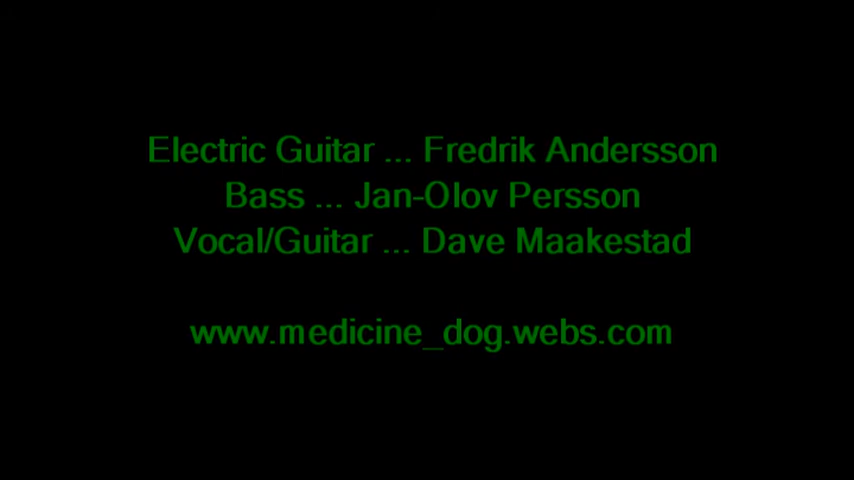 Electric Guitar ... Fredrik Andersson
Bass ... Jan-Olov Persson
Vocal/Guitar ... Dave Maakestad
www.medicine_dog.webs.com